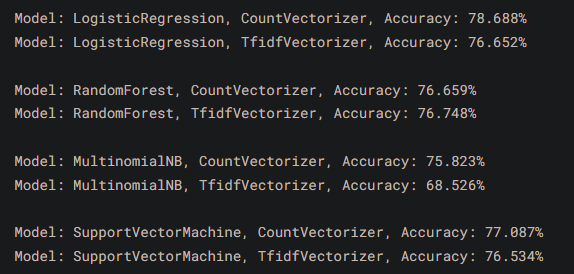 Model: LogisticRegression, CountVectorizer, Accuracy: 78.688%
Model: LogisticRegression, TfidfVectorizer, Accuracy: 76.652%
Model: RandomForest, CountVectorizer, Accuracy: 76.659%
Model: RandomForest, TfidfVectorizer, Accuracy: 76.748%
Model: MultinomialNB, CountVectorizer, Accuracy: 75.823%
Model: MultinomialNB, TfidfVectorizer, Accuracy: 68.526%
Model: SupportVectorMachine, CountVectorizer, Accuracy: 77.087%
Model: SupportVectorMachine, TfidfVectorizer, Accuracy: 76.534%